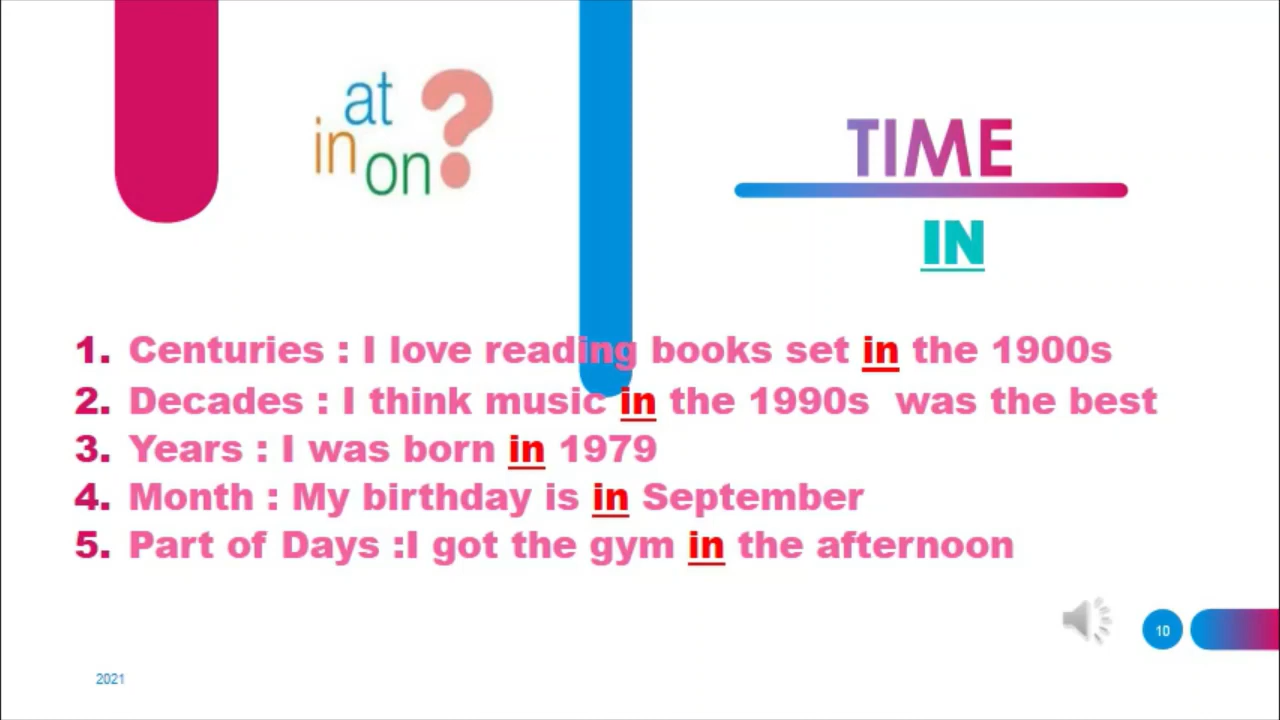 at
in
on?
TIME
IN
1. Centuries : I love reading books set in the 1900s
2. Decades : I think music in the 1990s was the best
3. Years : I was born in 1979
4. Month : My birthday is in September
5. Part of Days :I got the gym in the afternoon
10
2021